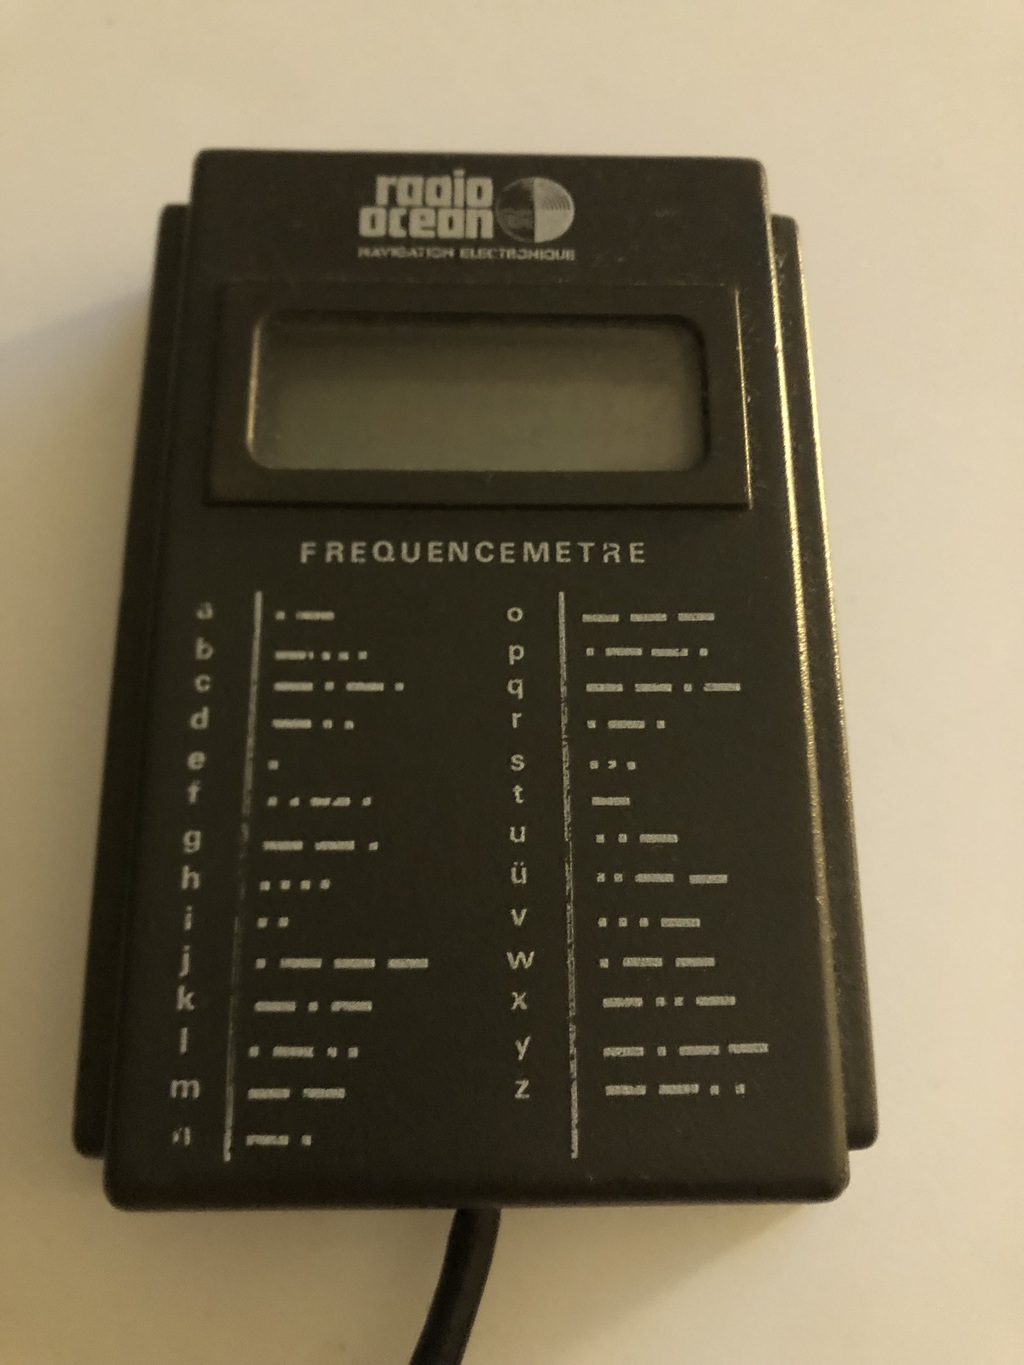 radio
ocean
NAVIGATION ELECTRONIQUE
FREQUENCEMETRE
a · —
b — · · ·
c — · — ·
d — · ·
e ·
f · · — ·
g — — ·
h · · · ·
i · ·
j · — — —
k — · —
l · — · ·
m — —
n — ·
o — — —
p · — — ·
q — — · —
r · — ·
s · · ·
t —
u · · —
ü · · — —
v · · · —
w · — —
x — · · —
y — · — —
z — — · ·